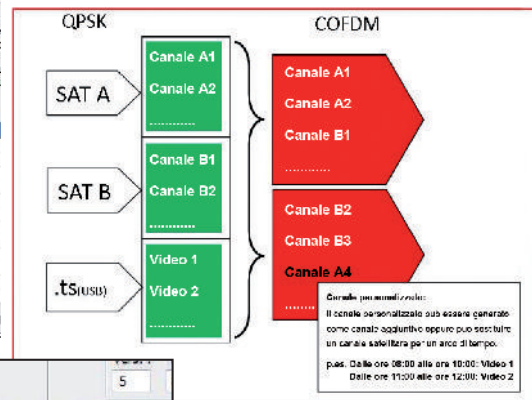 QPSK
COFDM
SAT A
Canale A1
Canale A2
............
SAT B
Canale B1
Canale B2
............
.ts(USB)
Video 1
Video 2
............
Canale A1
Canale A2
Canale B1
............
Canale B2
Canale B3
Canale A4
........
Canale personalizzato:
Il canale personalizzato può essere generato
come canale aggiuntivo oppure può sostituire
un canale satellitare per un arco di tempo.
p.es. Dalle ore 08:00 alle ore 10:00: Video 1
Dalle ore 11:00 alle ore 12:00: Video 2
5